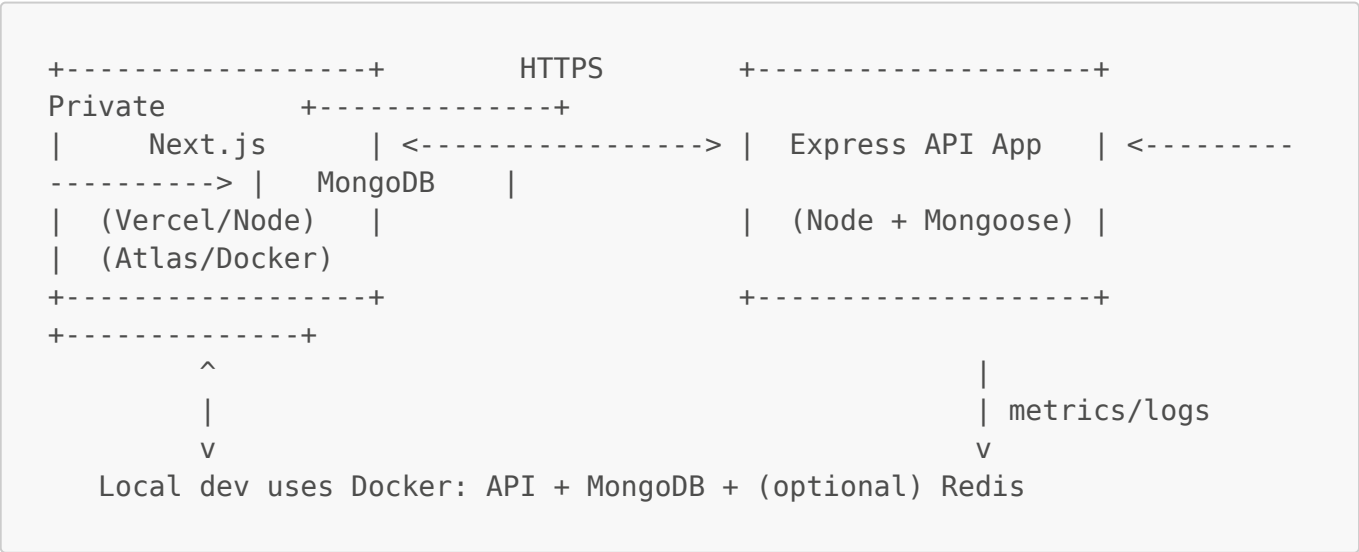 +------------------+        HTTPS        +--------------------+
Private        +--------------+
|     Next.js      | <-----------------> |  Express API App   | <---------
----------> |   MongoDB    |
|  (Vercel/Node)   |                     |  (Node + Mongoose) |
|  (Atlas/Docker)
+------------------+                     +--------------------+
+--------------+
         ^                                             |
         |                                             | metrics/logs
         v                                             v
   Local dev uses Docker: API + MongoDB + (optional) Redis